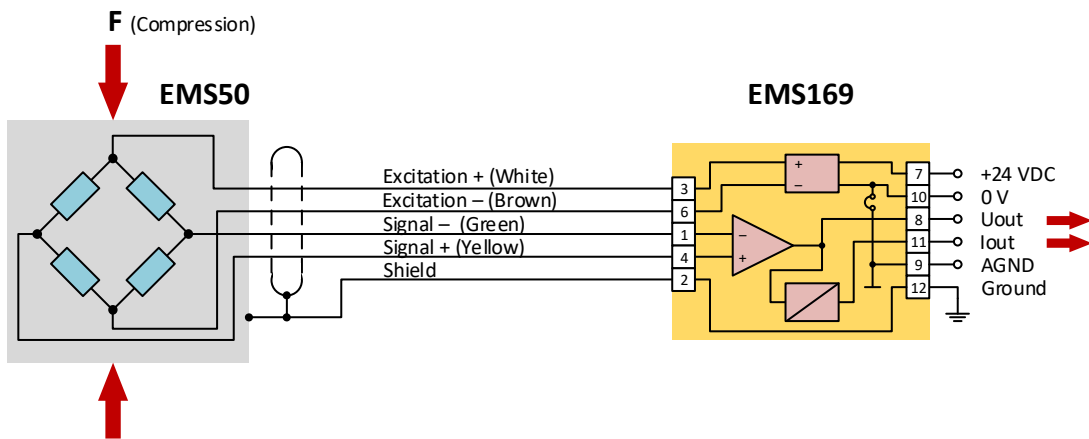 F (Compression)
EMS50
EMS169
Excitation + (White)
Excitation – (Brown)
Signal – (Green)
Signal + (Yellow)
Shield
3
6
1
4
2
+
–
–
+
7
10
8
11
9
12
+24 VDC
0 V
Uout
Iout
AGND
Ground